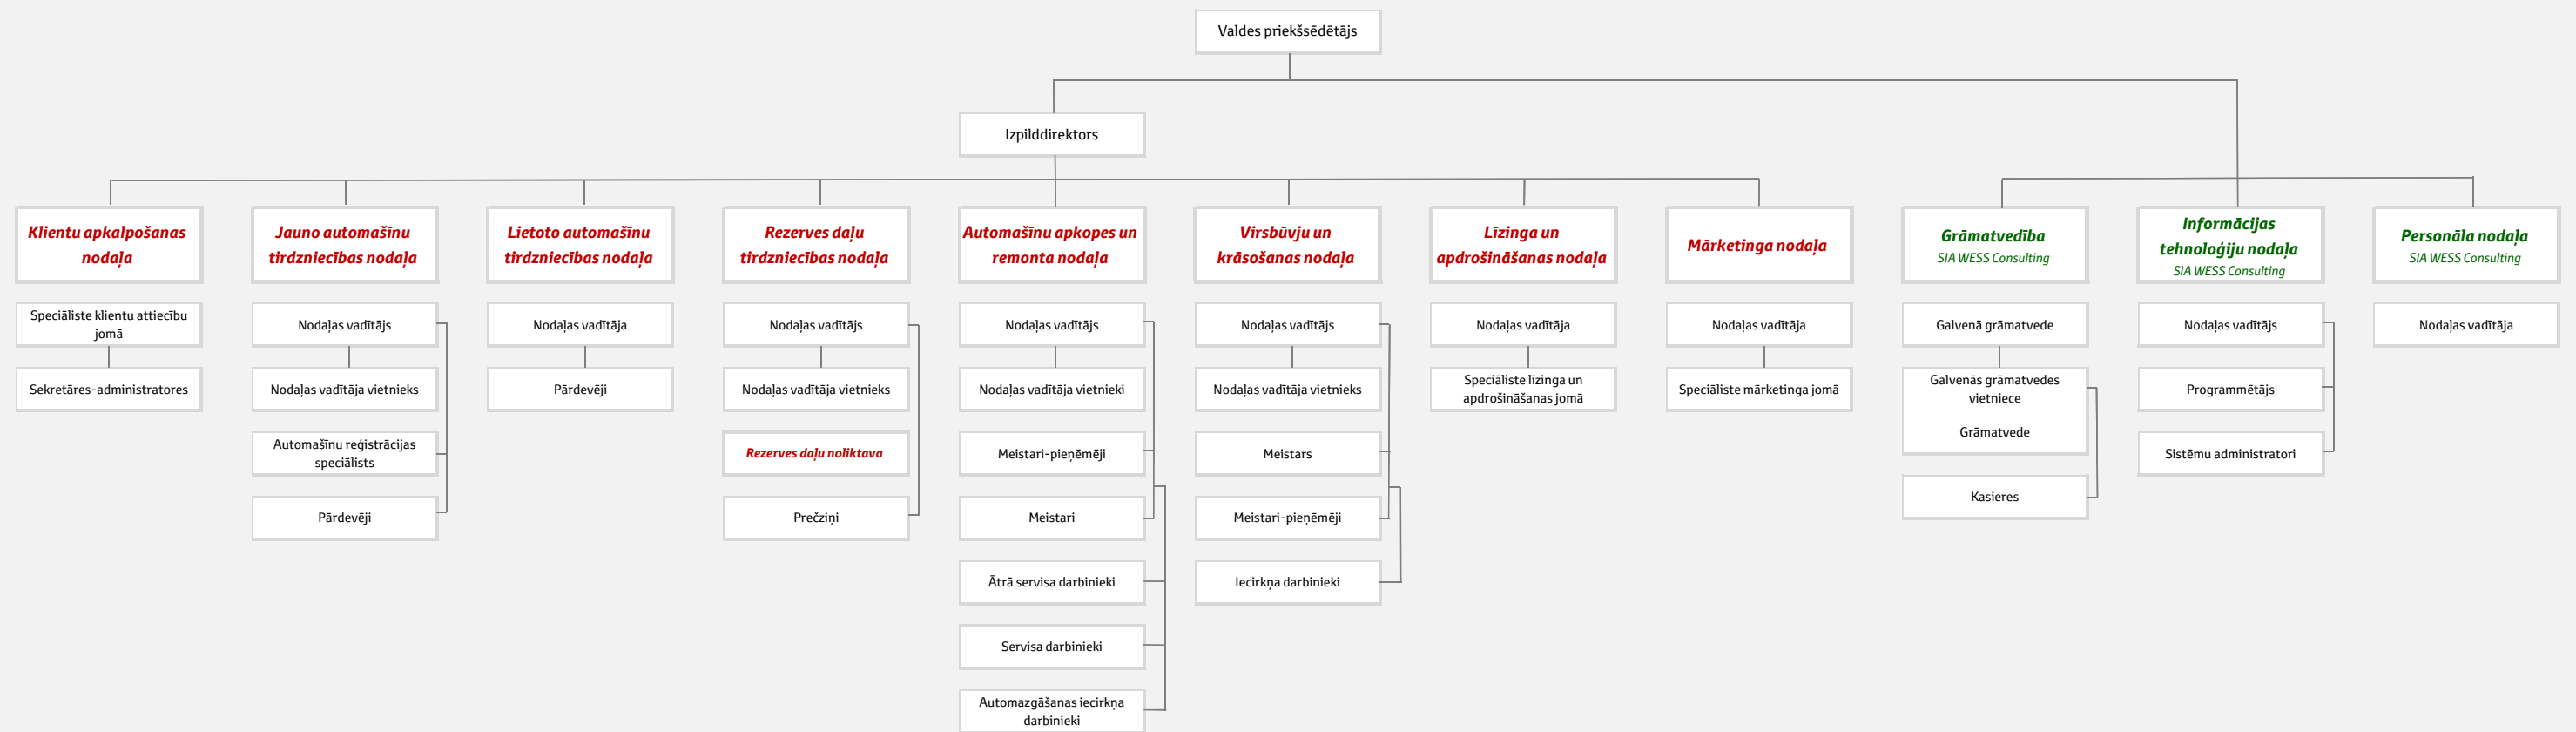 Valdes priekšsēdētājs
Izpilddirektors
Klientu apkalpošanas
nodaļa
Speciāliste klientu attiecību
jomā
Sekretāres-administratores
Jauno automašīnu
tirdzniecības nodaļa
Nodaļas vadītājs
Nodaļas vadītāja vietnieks
Automašīnu reģistrācijas
speciālists
Pārdevēji
Lietoto automašīnu
tirdzniecības nodaļa
Nodaļas vadītāja
Pārdevēji
Rezerves daļu
tirdzniecības nodaļa
Nodaļas vadītājs
Nodaļas vadītāja vietnieks
Rezerves daļu noliktava
Prečziņi
Automašīnu apkopes un
remonta nodaļa
Nodaļas vadītājs
Nodaļas vadītāja vietnieki
Meistari-pieņēmēji
Meistari
Ātrā servisa darbinieki
Servisa darbinieki
Automazgāšanas iecirkņa
darbinieki
Virsbūvju un
krāsošanas nodaļa
Nodaļas vadītājs
Nodaļas vadītāja vietnieks
Meistars
Meistari-pieņēmēji
Iecirkņa darbinieki
Līzinga un
apdrošināšanas nodaļa
Nodaļas vadītāja
Speciāliste līzinga un
apdrošināšanas jomā
Mārketinga nodaļa
Nodaļas vadītāja
Speciāliste mārketinga jomā
Grāmatvedība
SIA WESS Consulting
Galvenā grāmatvede
Galvenās grāmatvedes
vietniece
Grāmatvede
Kasieres
Informācijas
tehnoloģiju nodaļa
SIA WESS Consulting
Nodaļas vadītājs
Programmētājs
Sistēmu administratori
Personāla nodaļa
SIA WESS Consulting
Nodaļas vadītāja